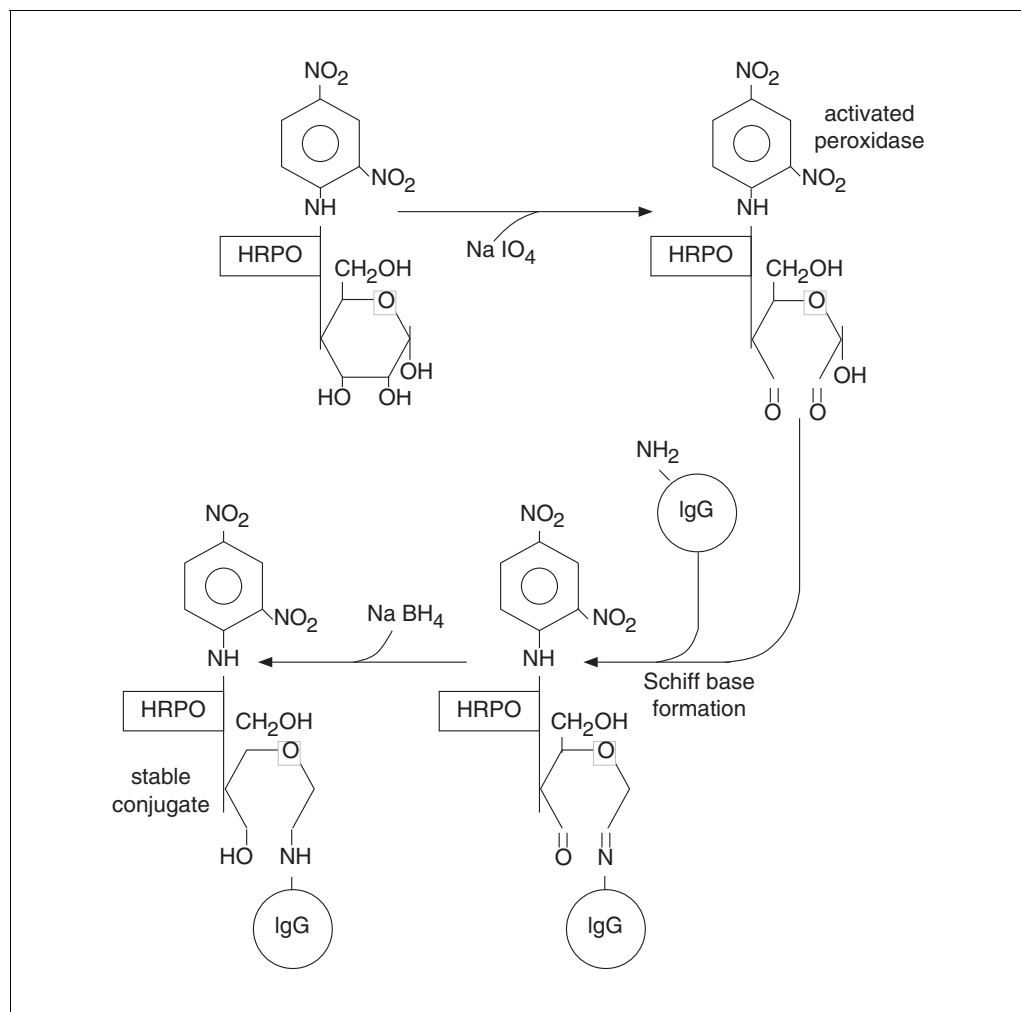 NO2
NO2
NH
HRPO
CH2OH
O
OH
HO
OH
Na IO4
NO2
activated
peroxidase
NO2
NH
HRPO
CH2OH
O
OH
O
O
NH2
IgG
Schiff base
formation
NO2
NO2
NH
HRPO
CH2OH
O
O
N
IgG
Na BH4
NO2
NO2
NH
HRPO
CH2OH
O
stable
conjugate
HO
NH
IgG